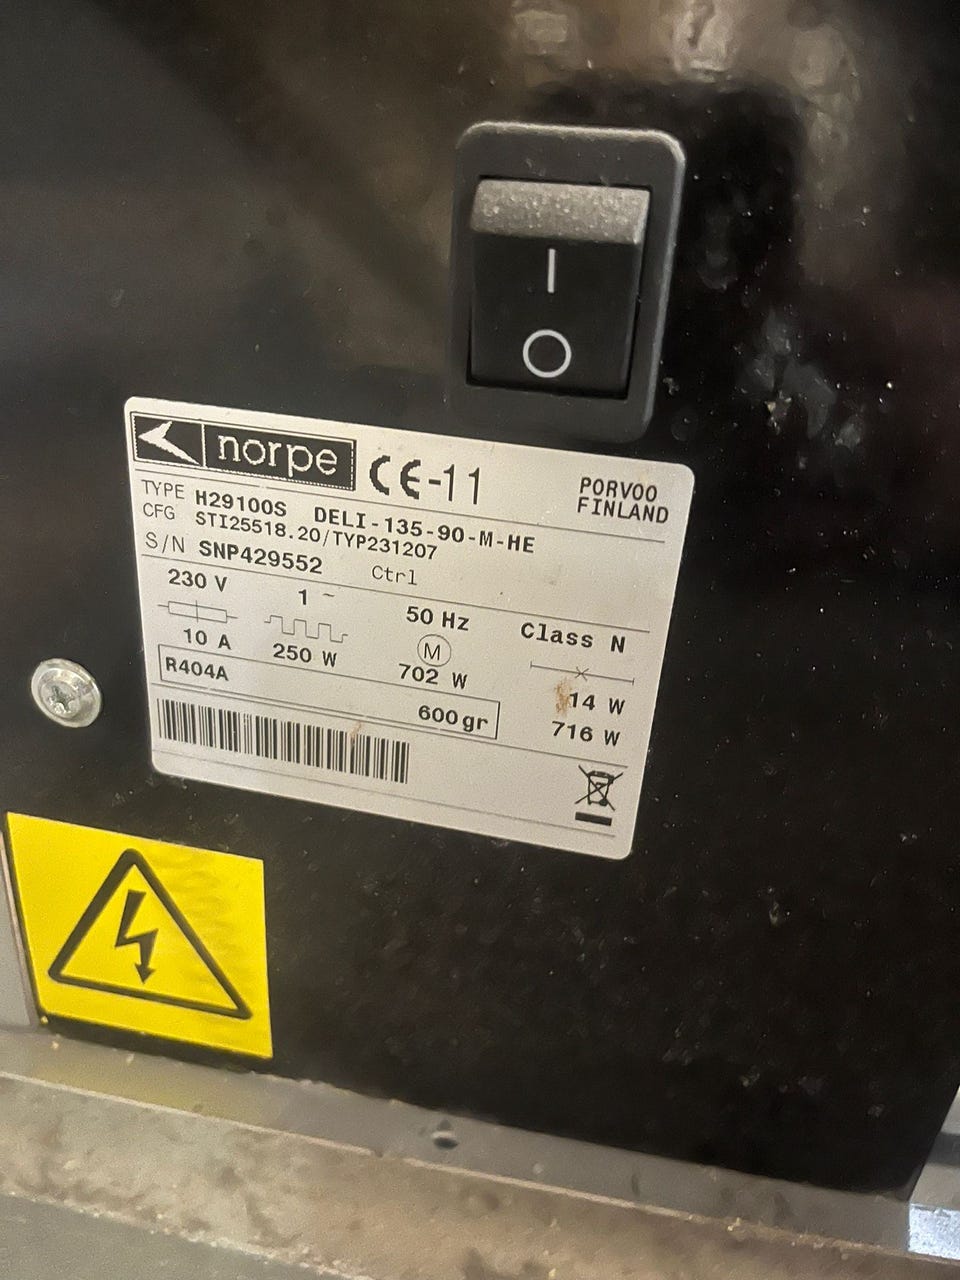 I
O
norpe CE-11 PORVOO
FINLAND
TYPE H29100S DELI-135-90-M-HE
CFG STI25518.20/TYP231207
S/N SNP429552 Ctrl
230 V 1 ~ 50 Hz Class N
M
10 A 250 W 702 W 14 W
R404A 600gr 716 W